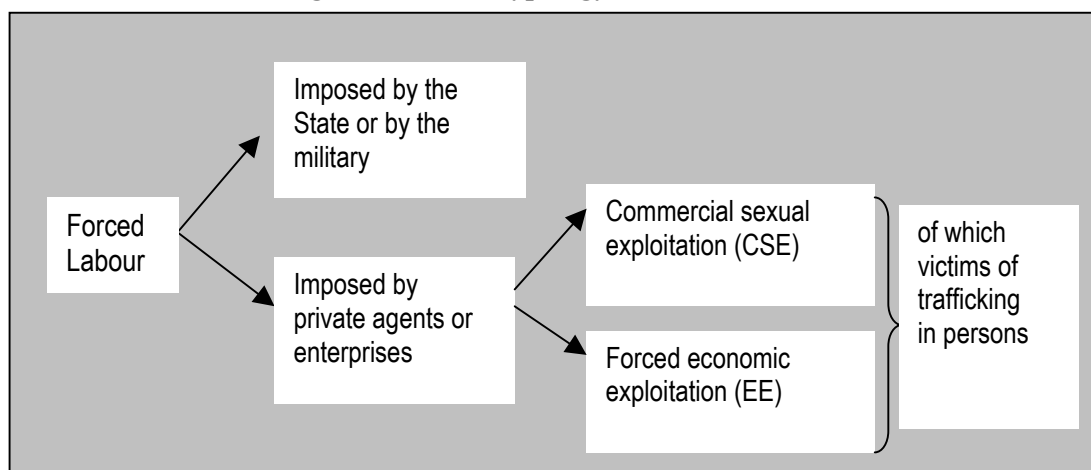 Imposed by the
State or by the
military
Forced
Labour
Imposed by
private agents or
enterprises
Commercial sexual
exploitation (CSE)
Forced economic
exploitation (EE)
of which
victims of
trafficking
in persons